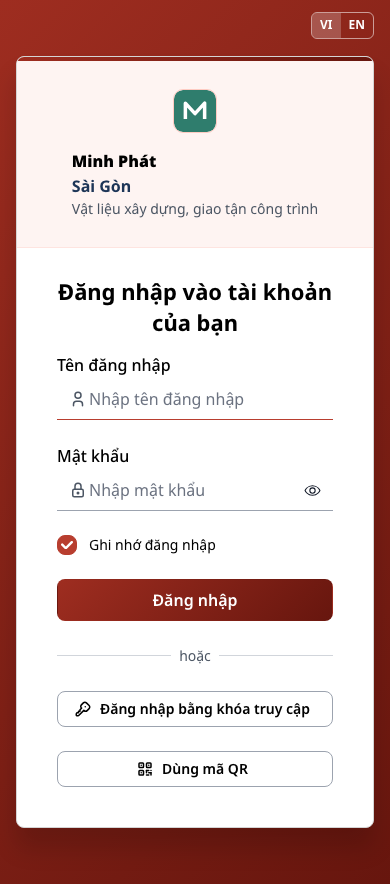 VI EN
M
Minh Phát
Sài Gòn
Vật liệu xây dựng, giao tận công trình
Đăng nhập vào tài khoản
của bạn
Tên đăng nhập
Nhập tên đăng nhập
Mật khẩu
Nhập mật khẩu
Ghi nhớ đăng nhập
Đăng nhập
hoặc
Đăng nhập bằng khóa truy cập
Dùng mã QR